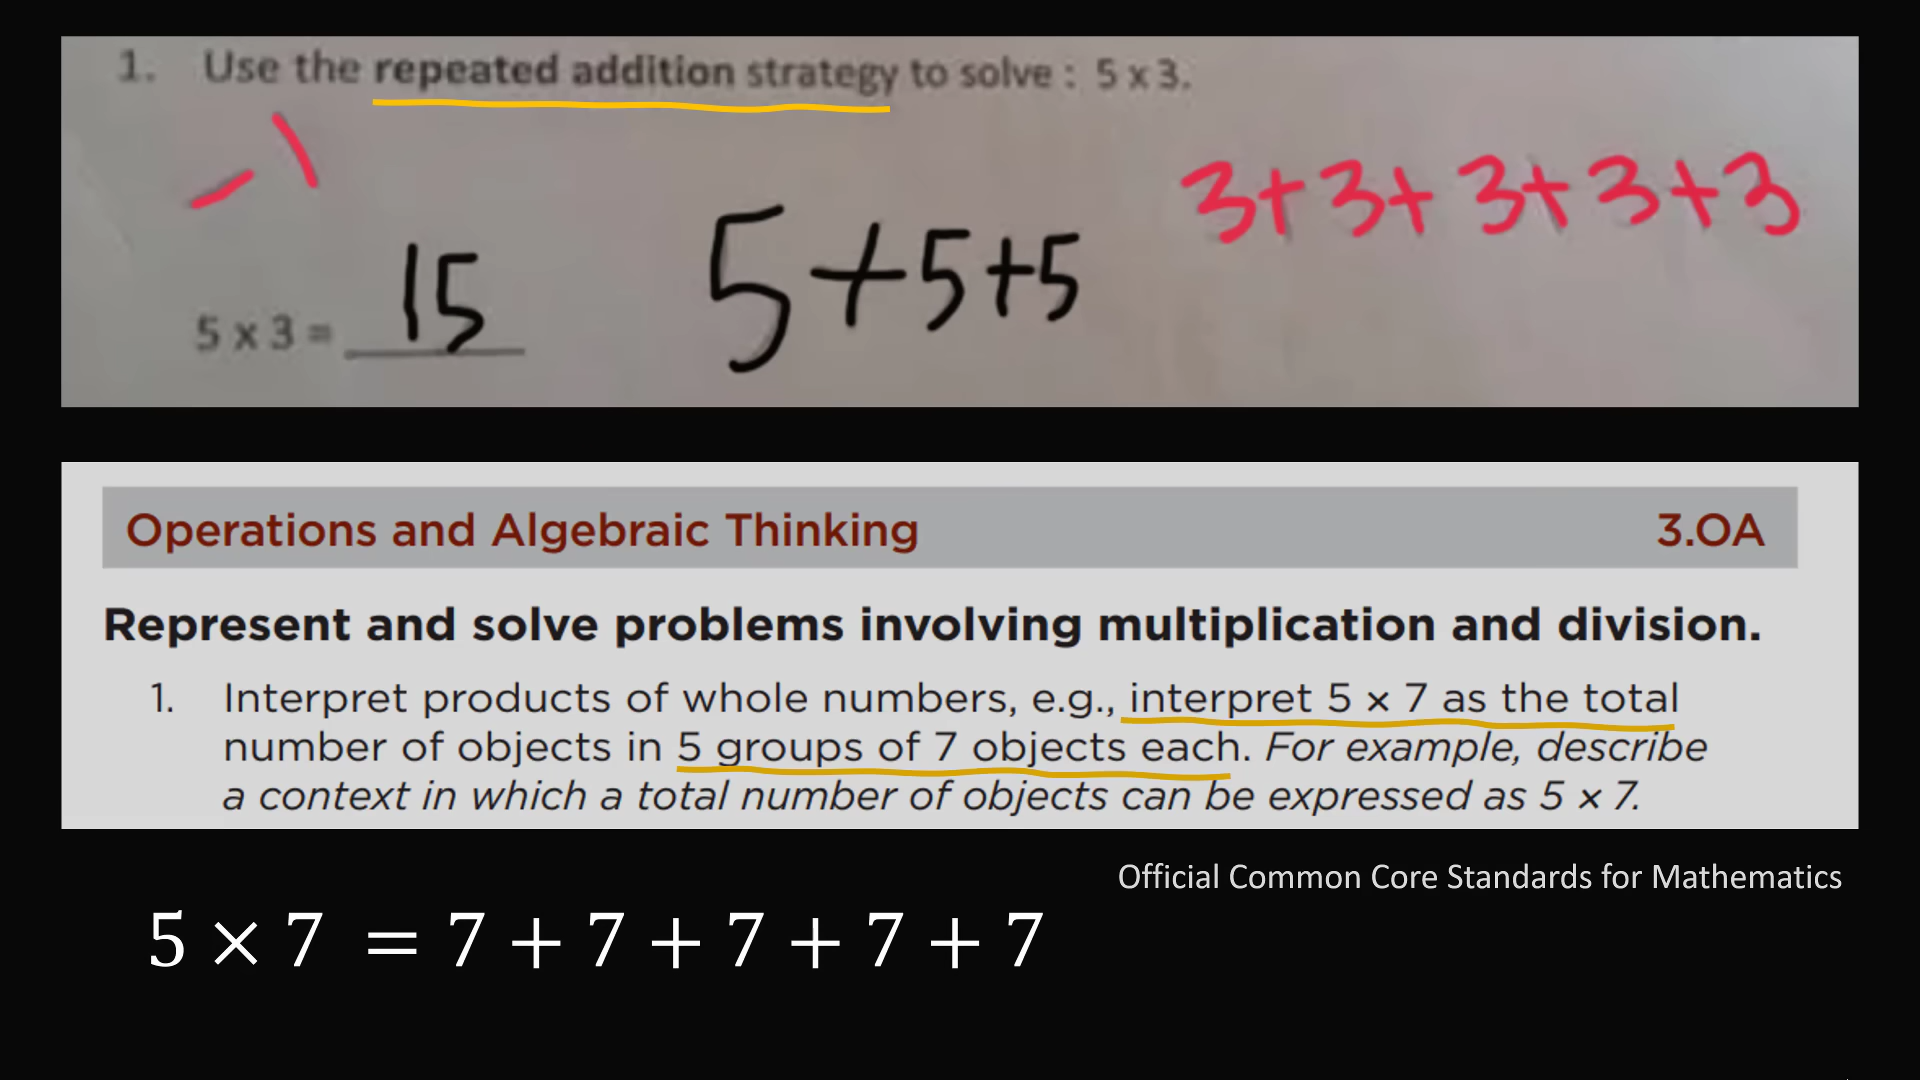 1. Use the repeated addition strategy to solve : 5 x 3.
-1
3+3+3+3+3
5+5+5
5 x 3 = 15
Operations and Algebraic Thinking 3.OA
Represent and solve problems involving multiplication and division.
1. Interpret products of whole numbers, e.g., interpret 5 × 7 as the total
number of objects in 5 groups of 7 objects each. For example, describe
a context in which a total number of objects can be expressed as 5 × 7.
Official Common Core Standards for Mathematics
5 × 7 = 7 + 7 + 7 + 7 + 7